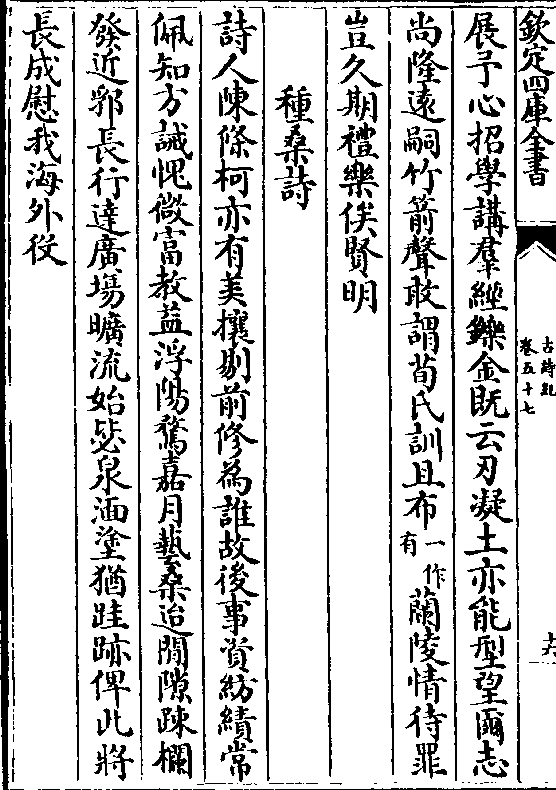 欽定四庫全書
古詩紀
卷五十七
十六
展予心招學講羣經鑠金既云刃凝土亦能型望爾志
尚隆遠嗣竹箭聲敢謂荀氏訓且布一作有蘭陵情待罪
豈久期禮樂俟賢明
種桑詩
詩人陳條柯亦有美攘剔前修為誰故後事資紡績常
佩知方誡愧微富教益浮陽騖嘉月藝桑迨閒隙疎欄
發近郛長行達廣場曠流始毖泉湎塗猶跬跡俾此將
長成慰我海外役